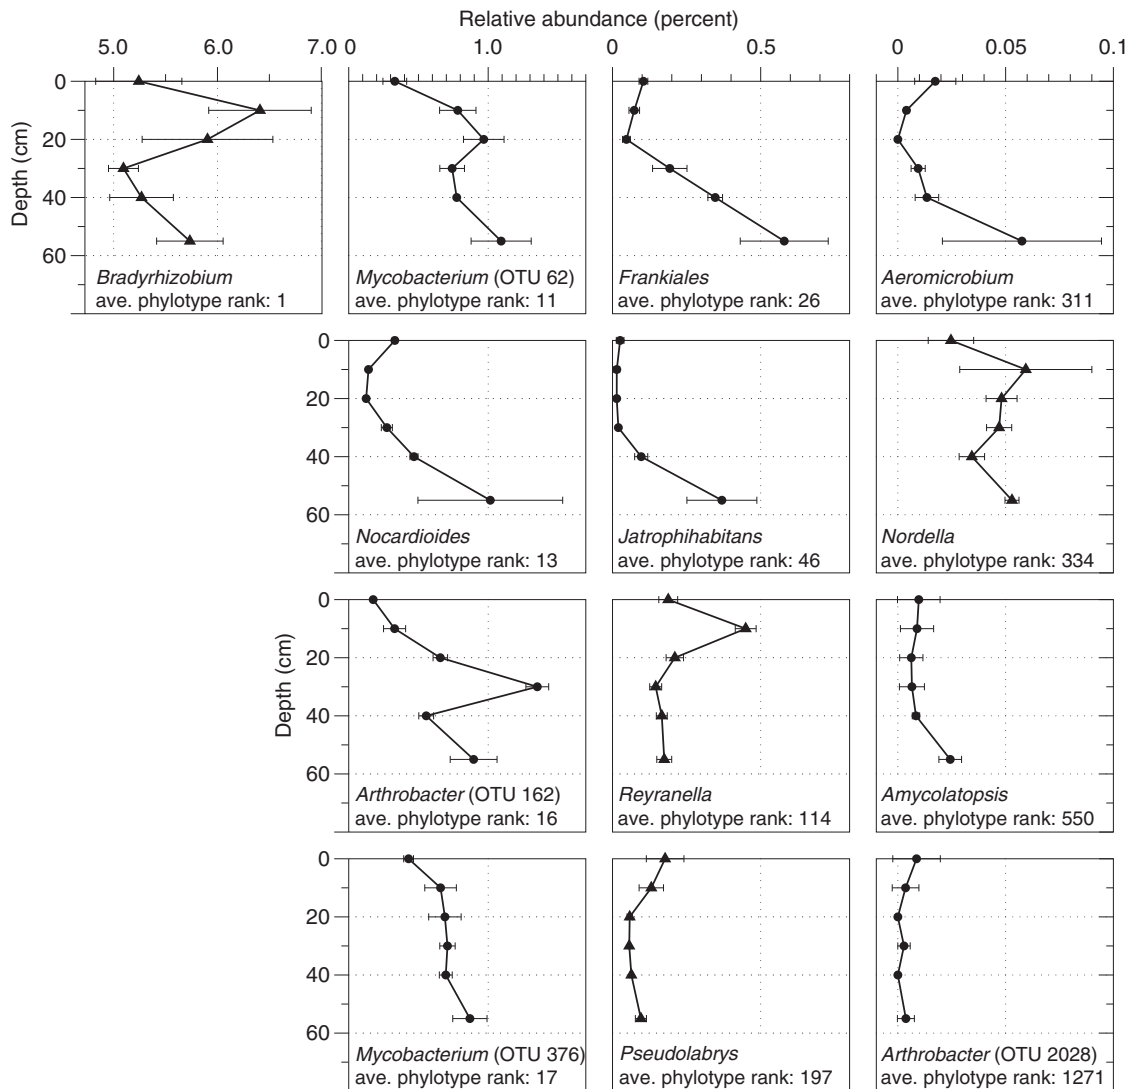 Relative abundance (percent)
5.0 6.0 7.0 0 1.0 0 0.5 0 0.05 0.1
0
20
40
60
Depth (cm)
Bradyrhizobium
ave. phylotype rank: 1
Mycobacterium (OTU 62)
ave. phylotype rank: 11
Frankiales
ave. phylotype rank: 26
Aeromicrobium
ave. phylotype rank: 311
0
20
40
60
Nocardioides
ave. phylotype rank: 13
Jatrophihabitans
ave. phylotype rank: 46
Nordella
ave. phylotype rank: 334
0
20
40
60
Depth (cm)
Arthrobacter (OTU 162)
ave. phylotype rank: 16
Reyranella
ave. phylotype rank: 114
Amycolatopsis
ave. phylotype rank: 550
0
20
40
60
Mycobacterium (OTU 376)
ave. phylotype rank: 17
Pseudolabrys
ave. phylotype rank: 197
Arthrobacter (OTU 2028)
ave. phylotype rank: 1271